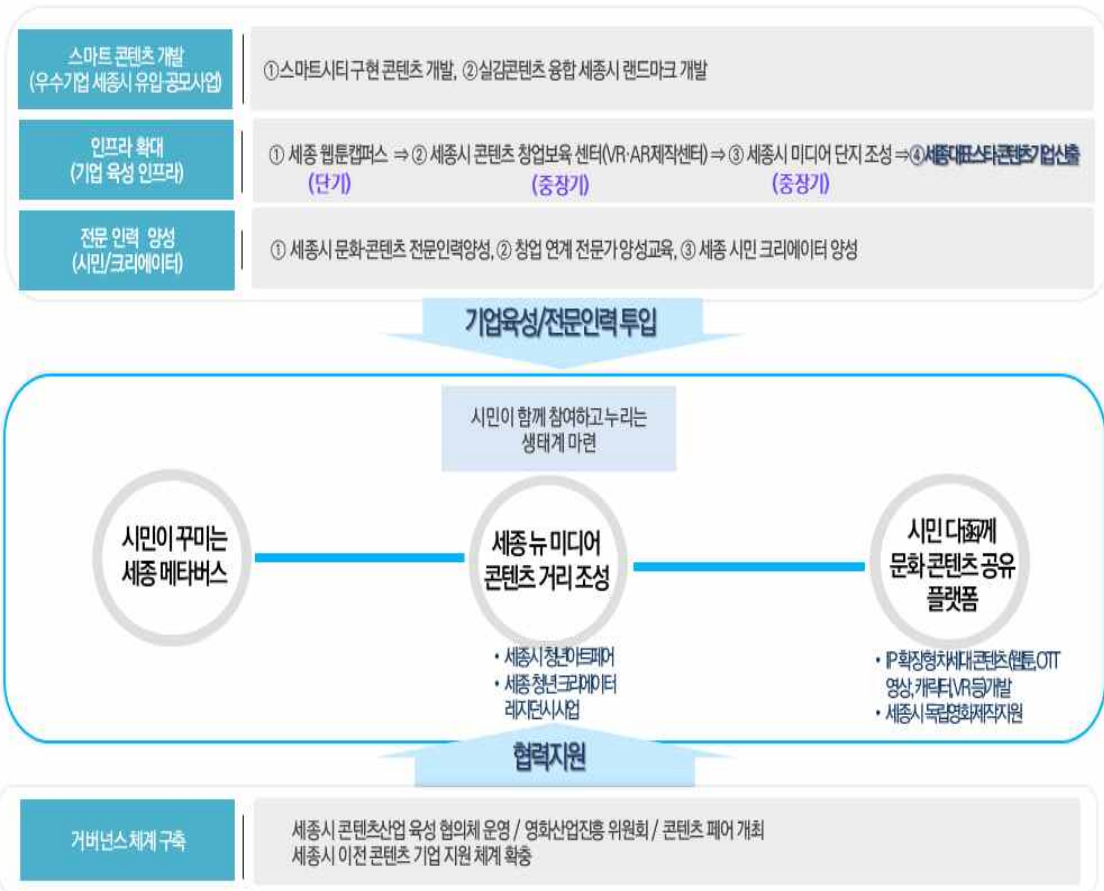 스마트 콘텐츠 개발
(우수기업 세종시 유입·공모사업)
①스마트시티 구현 콘텐츠 개발, ②실감콘텐츠 융합 세종시 랜드마크 개발
인프라 확대
(기업 육성 인프라)
① 세종 웹툰캠퍼스 ⇒ ② 세종시 콘텐츠 창업보육 센터(VR·AR제작센터) ⇒ ③ 세종시 미디어 단지 조성 ⇒ ④세종대표스타콘텐츠기업산출
(단기) (중장기) (중장기)
전문 인력 양성
(시민/크리에이터)
① 세종시 문화·콘텐츠 전문인력양성, ② 창업 연계 전문가 양성교육, ③ 세종 시민 크리에이터 양성
기업육성/전문인력 투입
시민이 함께 참여하고 누리는
생태계 마련
시민이 꾸미는
세종 메타버스
세종 뉴 미디어
콘텐츠 거리 조성
• 세종시 청년아트페어
• 세종 청년 크리에이터
레지던시 사업
시민
문화 콘텐츠 공유
플랫폼
• IP 확장형 차세대 콘텐츠(웹툰, OTT
영상, 캐릭터, VR 등)개발
• 세종시 독립영화 제작지원
협력지원
거버넌스 체계 구축
세종시 콘텐츠산업 육성 협의체 운영 / 영화산업진흥 위원회 / 콘텐츠 페어 개최
세종시 이전 콘텐츠 기업 지원 체계 확충